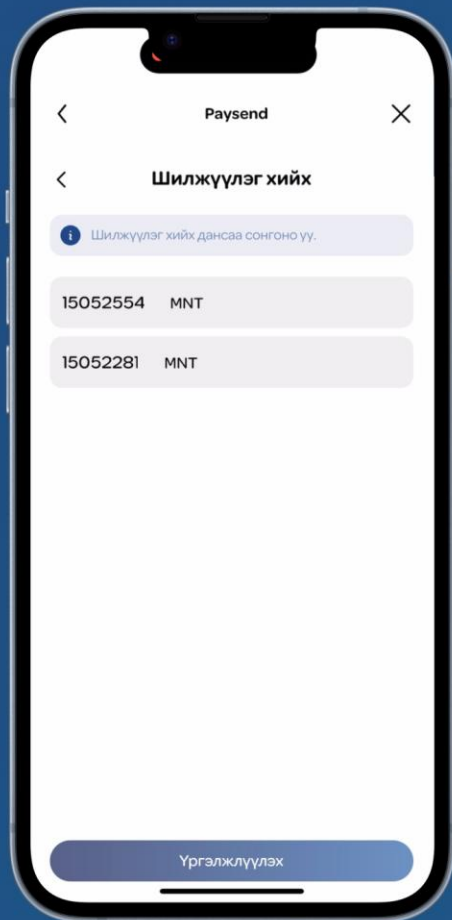 Paysend
Шилжүүлэг хийх
Шилжүүлэг хийх дансаа сонгоно уу.
15052554 MNT
15052281 MNT
Үргэлжлүүлэх